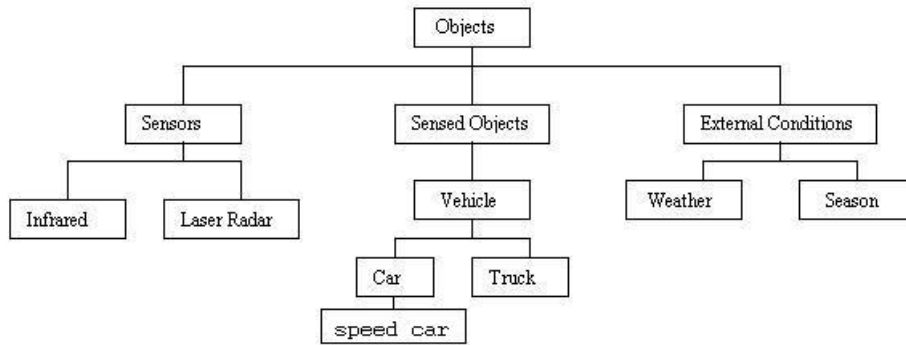 Objects
Sensors
Sensed Objects
External Conditions
Infrared
Laser Radar
Vehicle
Weather
Season
Car
Truck
speed car